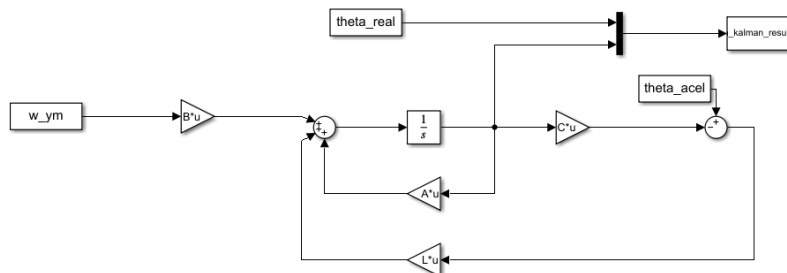 theta_real
_kalman_resu
theta_acel
w_ym
B*u
1
s
C*u
A*u
L*u